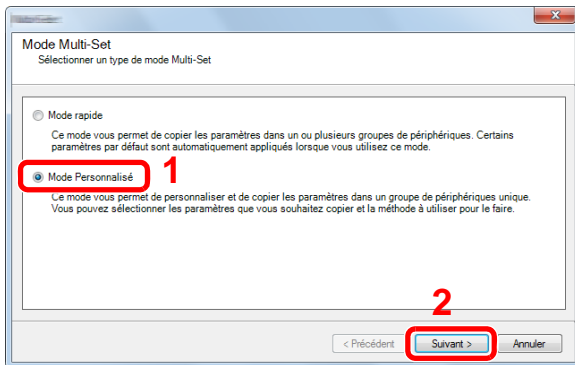 Mode Multi-Set
Sélectionner un type de mode Multi-Set
Mode rapide
Ce mode vous permet de copier les paramètres dans un ou plusieurs groupes de périphériques. Certains
paramètres par défaut sont automatiquement appliqués lorsque vous utilisez ce mode.
1
Mode Personnalisé
Ce mode vous permet de personnaliser et de copier les paramètres dans un groupe de périphériques unique.
Vous pouvez sélectionner les paramètres que vous souhaitez copier et la méthode à utiliser pour le faire.
2
< Précédent
Suivant >
Annuler